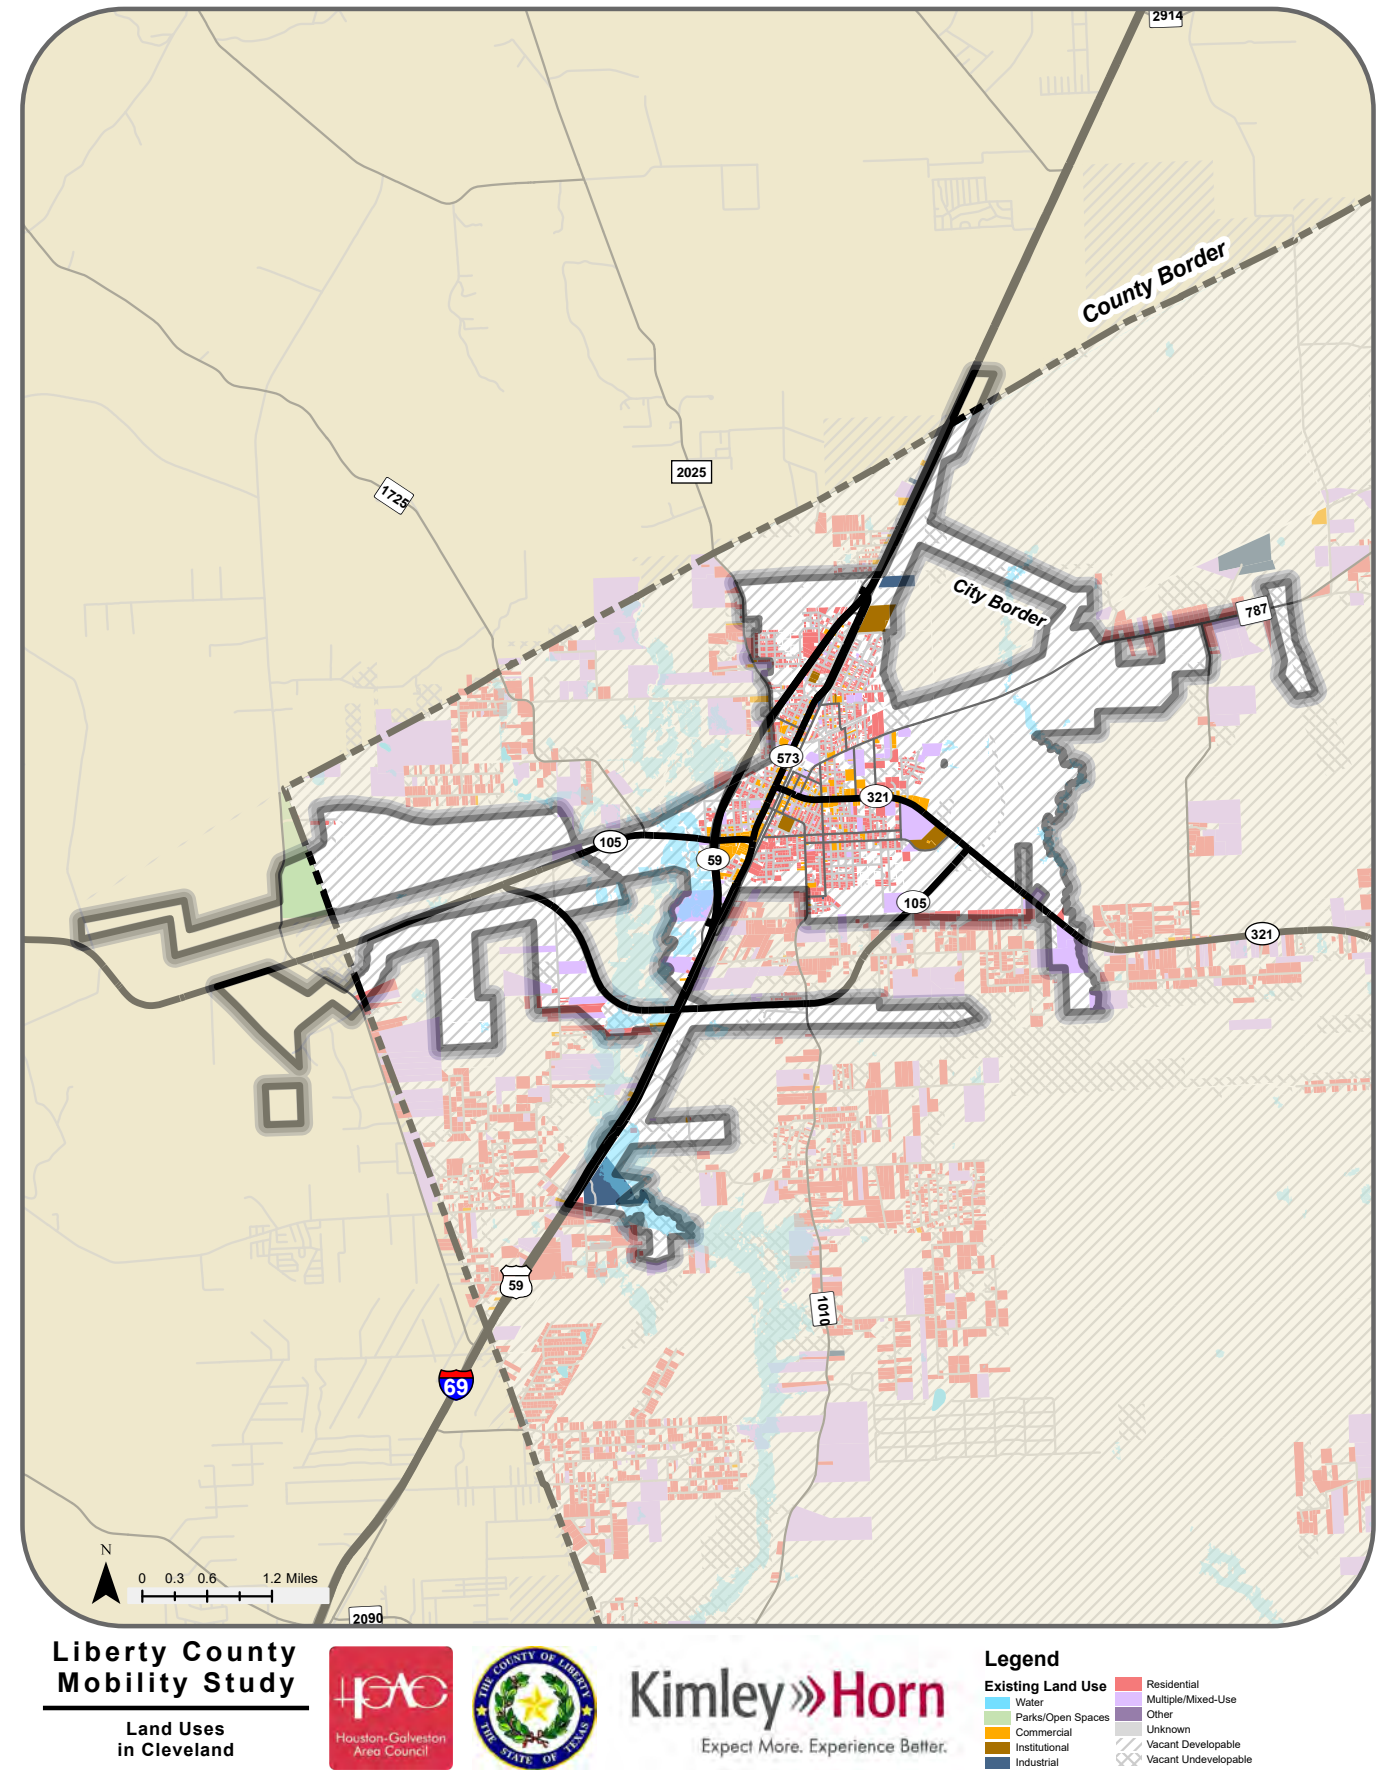 2914
County Border
2025
1725
City Border
787
573
321
105
59
105
321
59
1010
69
N
0 0.3 0.6 1.2 Miles
2090
Liberty County
Mobility Study
Land Uses
in Cleveland
HGAC
Houston-Galveston
Area Council
THE COUNTY OF LIBERTY
THE STATE OF TEXAS
Kimley»Horn
Expect More. Experience Better.
Legend
Existing Land Use
Water
Parks/Open Spaces
Commercial
Institutional
Industrial
Residential
Multiple/Mixed-Use
Other
Unknown
Vacant Developable
Vacant Undevelopable